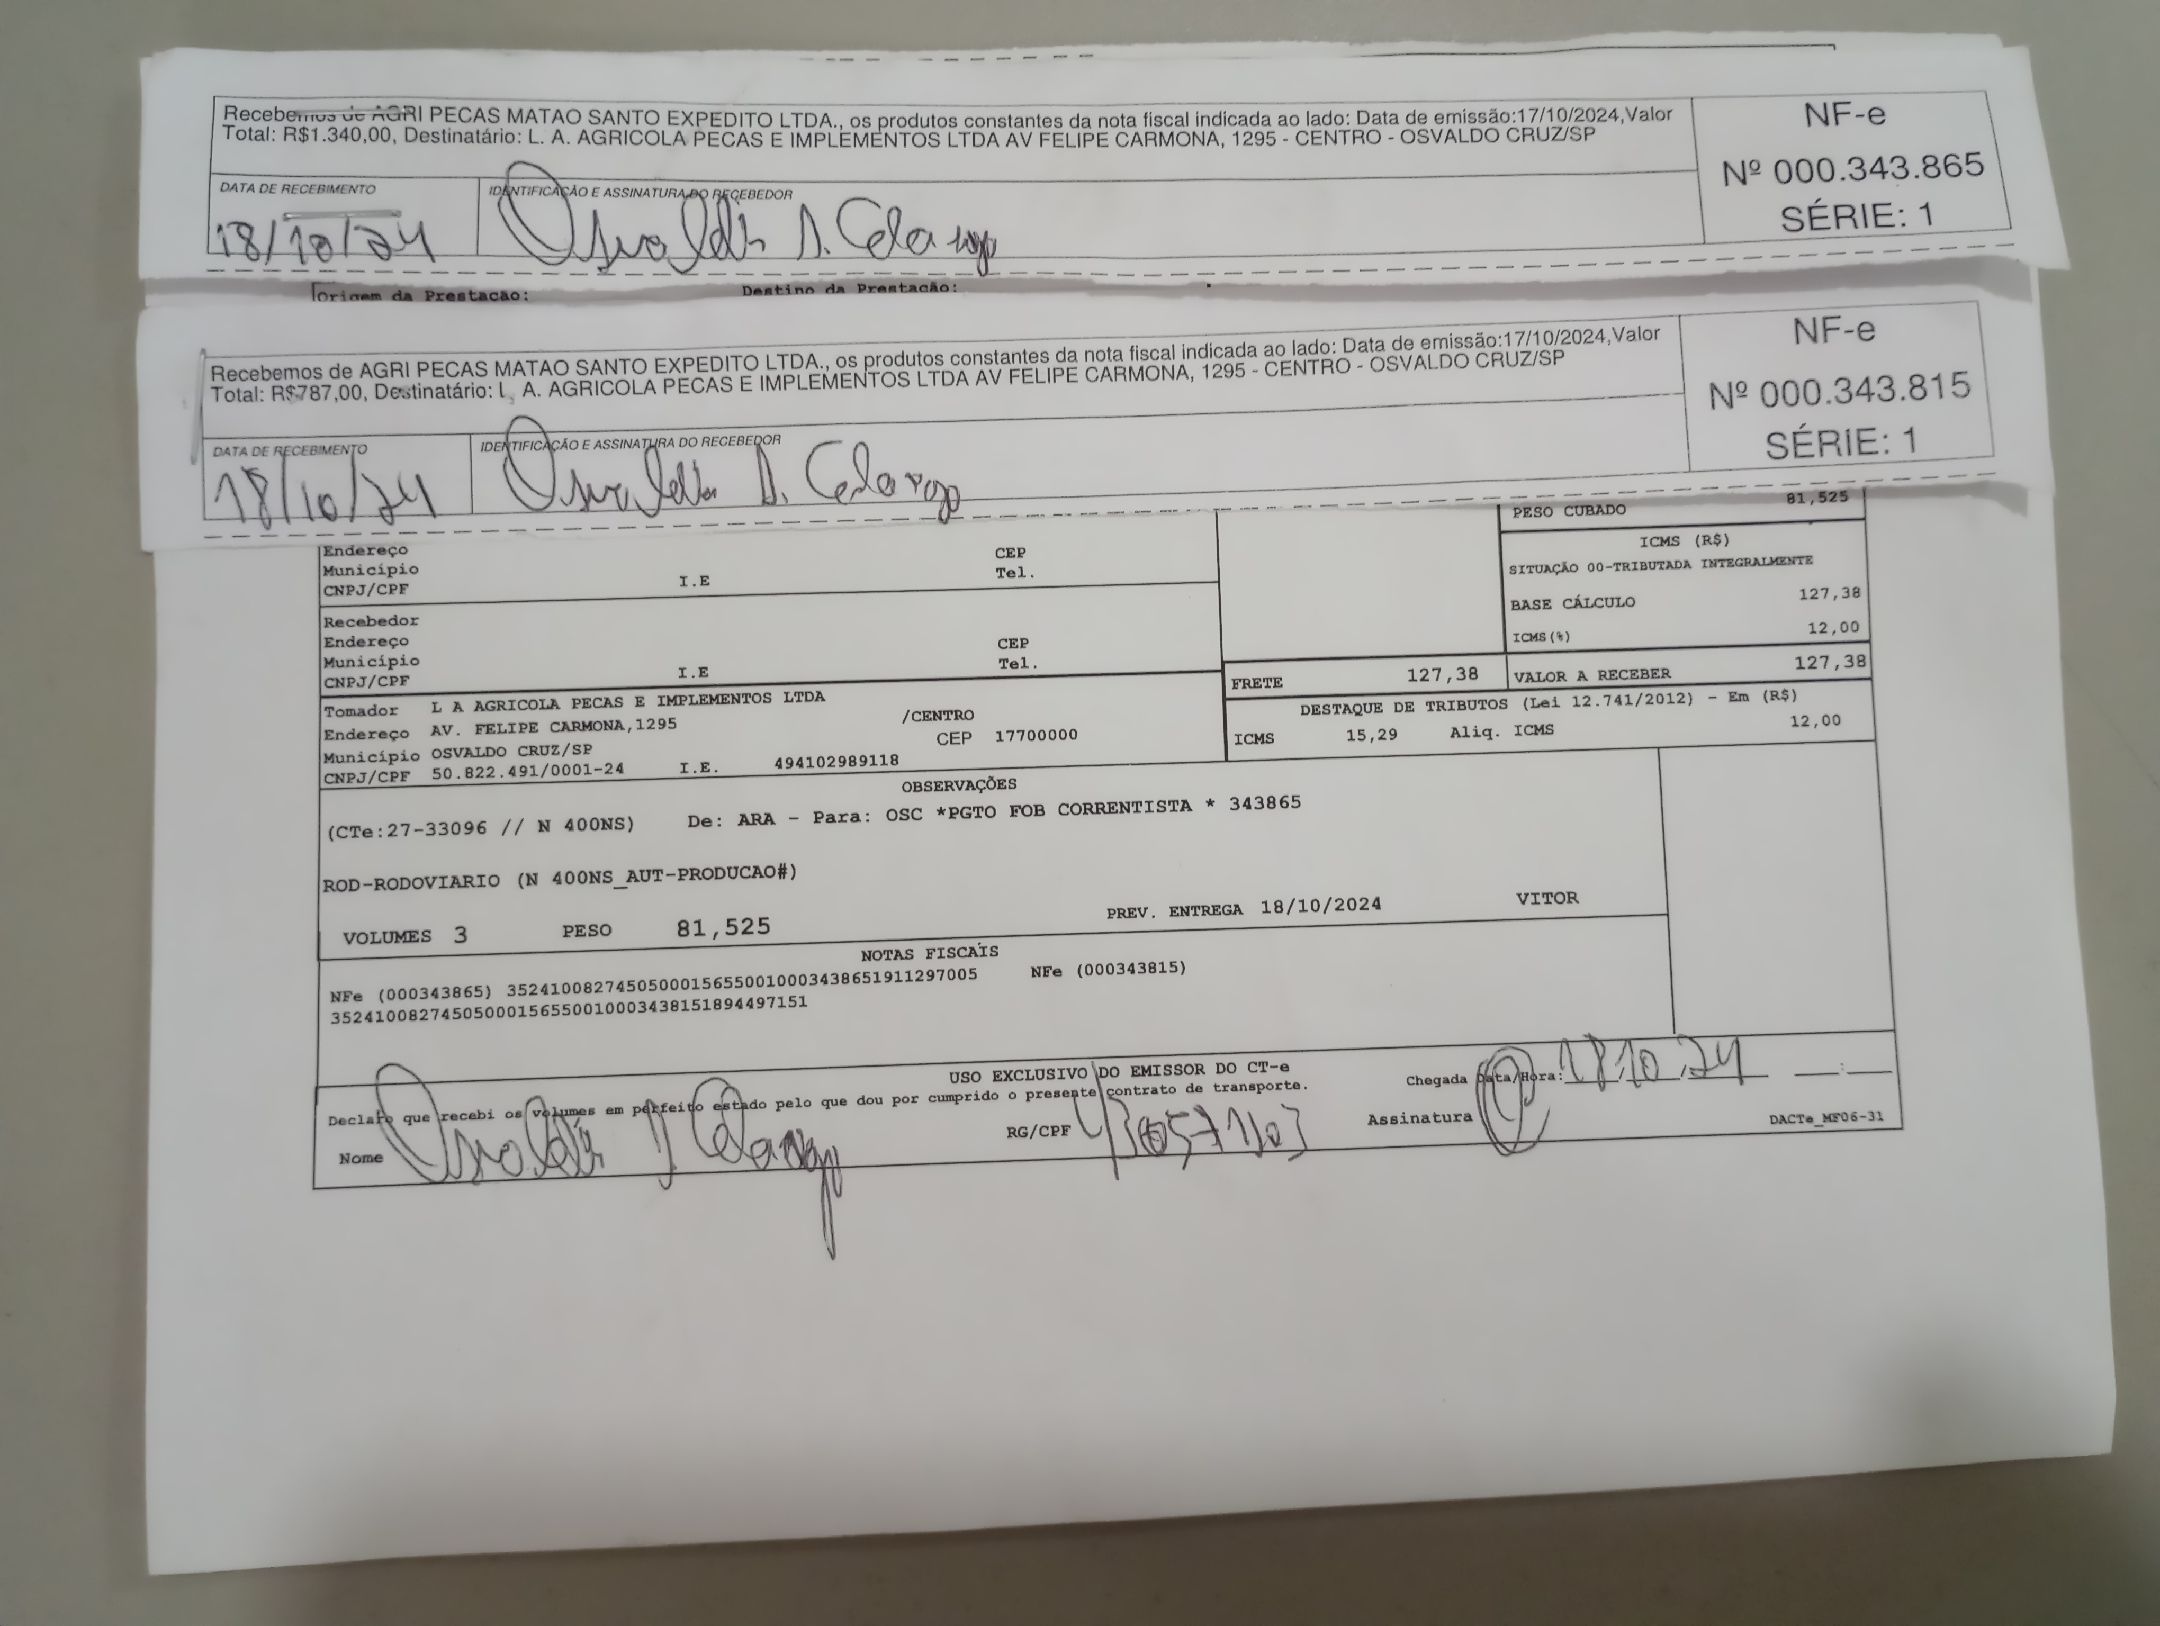 Recebemos de AGRI PECAS MATAO SANTO EXPEDITO LTDA., os produtos constantes da nota fiscal indicada ao lado: Data de emissão:17/10/2024,Valor
Total: R$1.340,00, Destinatário: L. A. AGRICOLA PECAS E IMPLEMENTOS LTDA AV FELIPE CARMONA, 1295 - CENTRO - OSVALDO CRUZ/SP
NF-e
Nº 000.343.865
SÉRIE: 1
DATA DE RECEBIMENTO
IDENTIFICAÇÃO E ASSINATURA DO RECEBEDOR
18/10/24
Origem da Prestação:
Destino da Prestação:
Recebemos de AGRI PECAS MATAO SANTO EXPEDITO LTDA., os produtos constantes da nota fiscal indicada ao lado: Data de emissão:17/10/2024,Valor
Total: R$787,00, Destinatário: L. A. AGRICOLA PECAS E IMPLEMENTOS LTDA AV FELIPE CARMONA, 1295 - CENTRO - OSVALDO CRUZ/SP
NF-e
Nº 000.343.815
SÉRIE: 1
DATA DE RECEBIMENTO
IDENTIFICAÇÃO E ASSINATURA DO RECEBEDOR
18/10/24
PESO CUBADO 81,525
Endereço CEP
Município I.E Tel.
CNPJ/CPF
Recebedor
Endereço CEP
Município Tel.
CNPJ/CPF I.E
ICMS (R$)
SITUAÇÃO 00-TRIBUTADA INTEGRALMENTE
BASE CÁLCULO 127,38
ICMS(%) 12,00
FRETE 127,38 VALOR A RECEBER 127,38
Tomador L A AGRICOLA PECAS E IMPLEMENTOS LTDA
Endereço AV. FELIPE CARMONA,1295 /CENTRO
Município OSVALDO CRUZ/SP CEP 17700000
CNPJ/CPF 50.822.491/0001-24 I.E. 494102989118
DESTAQUE DE TRIBUTOS (Lei 12.741/2012) - Em (R$)
ICMS 15,29 Aliq. ICMS 12,00
OBSERVAÇÕES
(CTe:27-33096 // N 400NS) De: ARA - Para: OSC *PGTO FOB CORRENTISTA * 343865
ROD-RODOVIARIO (N 400NS_AUT-PRODUCAO#)
VOLUMES 3 PESO 81,525 PREV. ENTREGA 18/10/2024 VITOR
NOTAS FISCAIS
NFe (000343865) 35241008274505000156550010003438651911297005 NFe (000343815)
35241008274505000156550010003438151894497151
USO EXCLUSIVO DO EMISSOR DO CT-e
Declaro que recebi os volumes em perfeito estado pelo que dou por cumprido o presente contrato de transporte.
Chegada Data/Hora: 18.10.24 :
Nome RG/CPF Assinatura DACTe_MF06-31